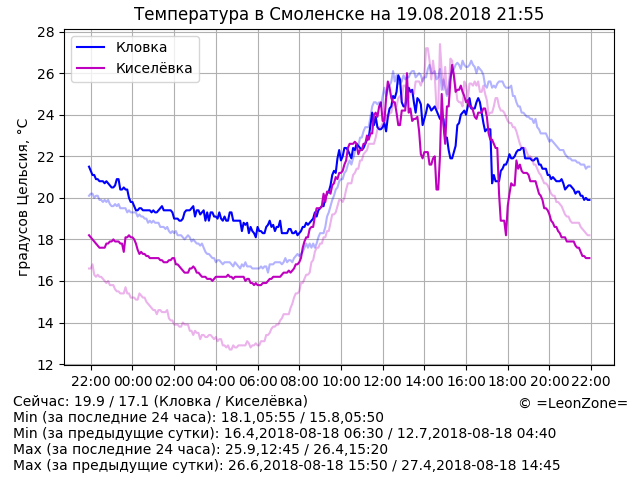 Температура в Смоленске на 19.08.2018 21:55
Кловка
Киселёвка
градусов Цельсия, °C
28
26
24
22
20
18
16
14
12
22:00 00:00 02:00 04:00 06:00 08:00 10:00 12:00 14:00 16:00 18:00 20:00 22:00
Сейчас: 19.9 / 17.1 (Кловка / Киселёвка)
© =LeonZone=
Min (за последние 24 часа): 18.1,05:55 / 15.8,05:50
Min (за предыдущие сутки): 16.4,2018-08-18 06:30 / 12.7,2018-08-18 04:40
Max (за последние 24 часа): 25.9,12:45 / 26.4,15:20
Max (за предыдущие сутки): 26.6,2018-08-18 15:50 / 27.4,2018-08-18 14:45